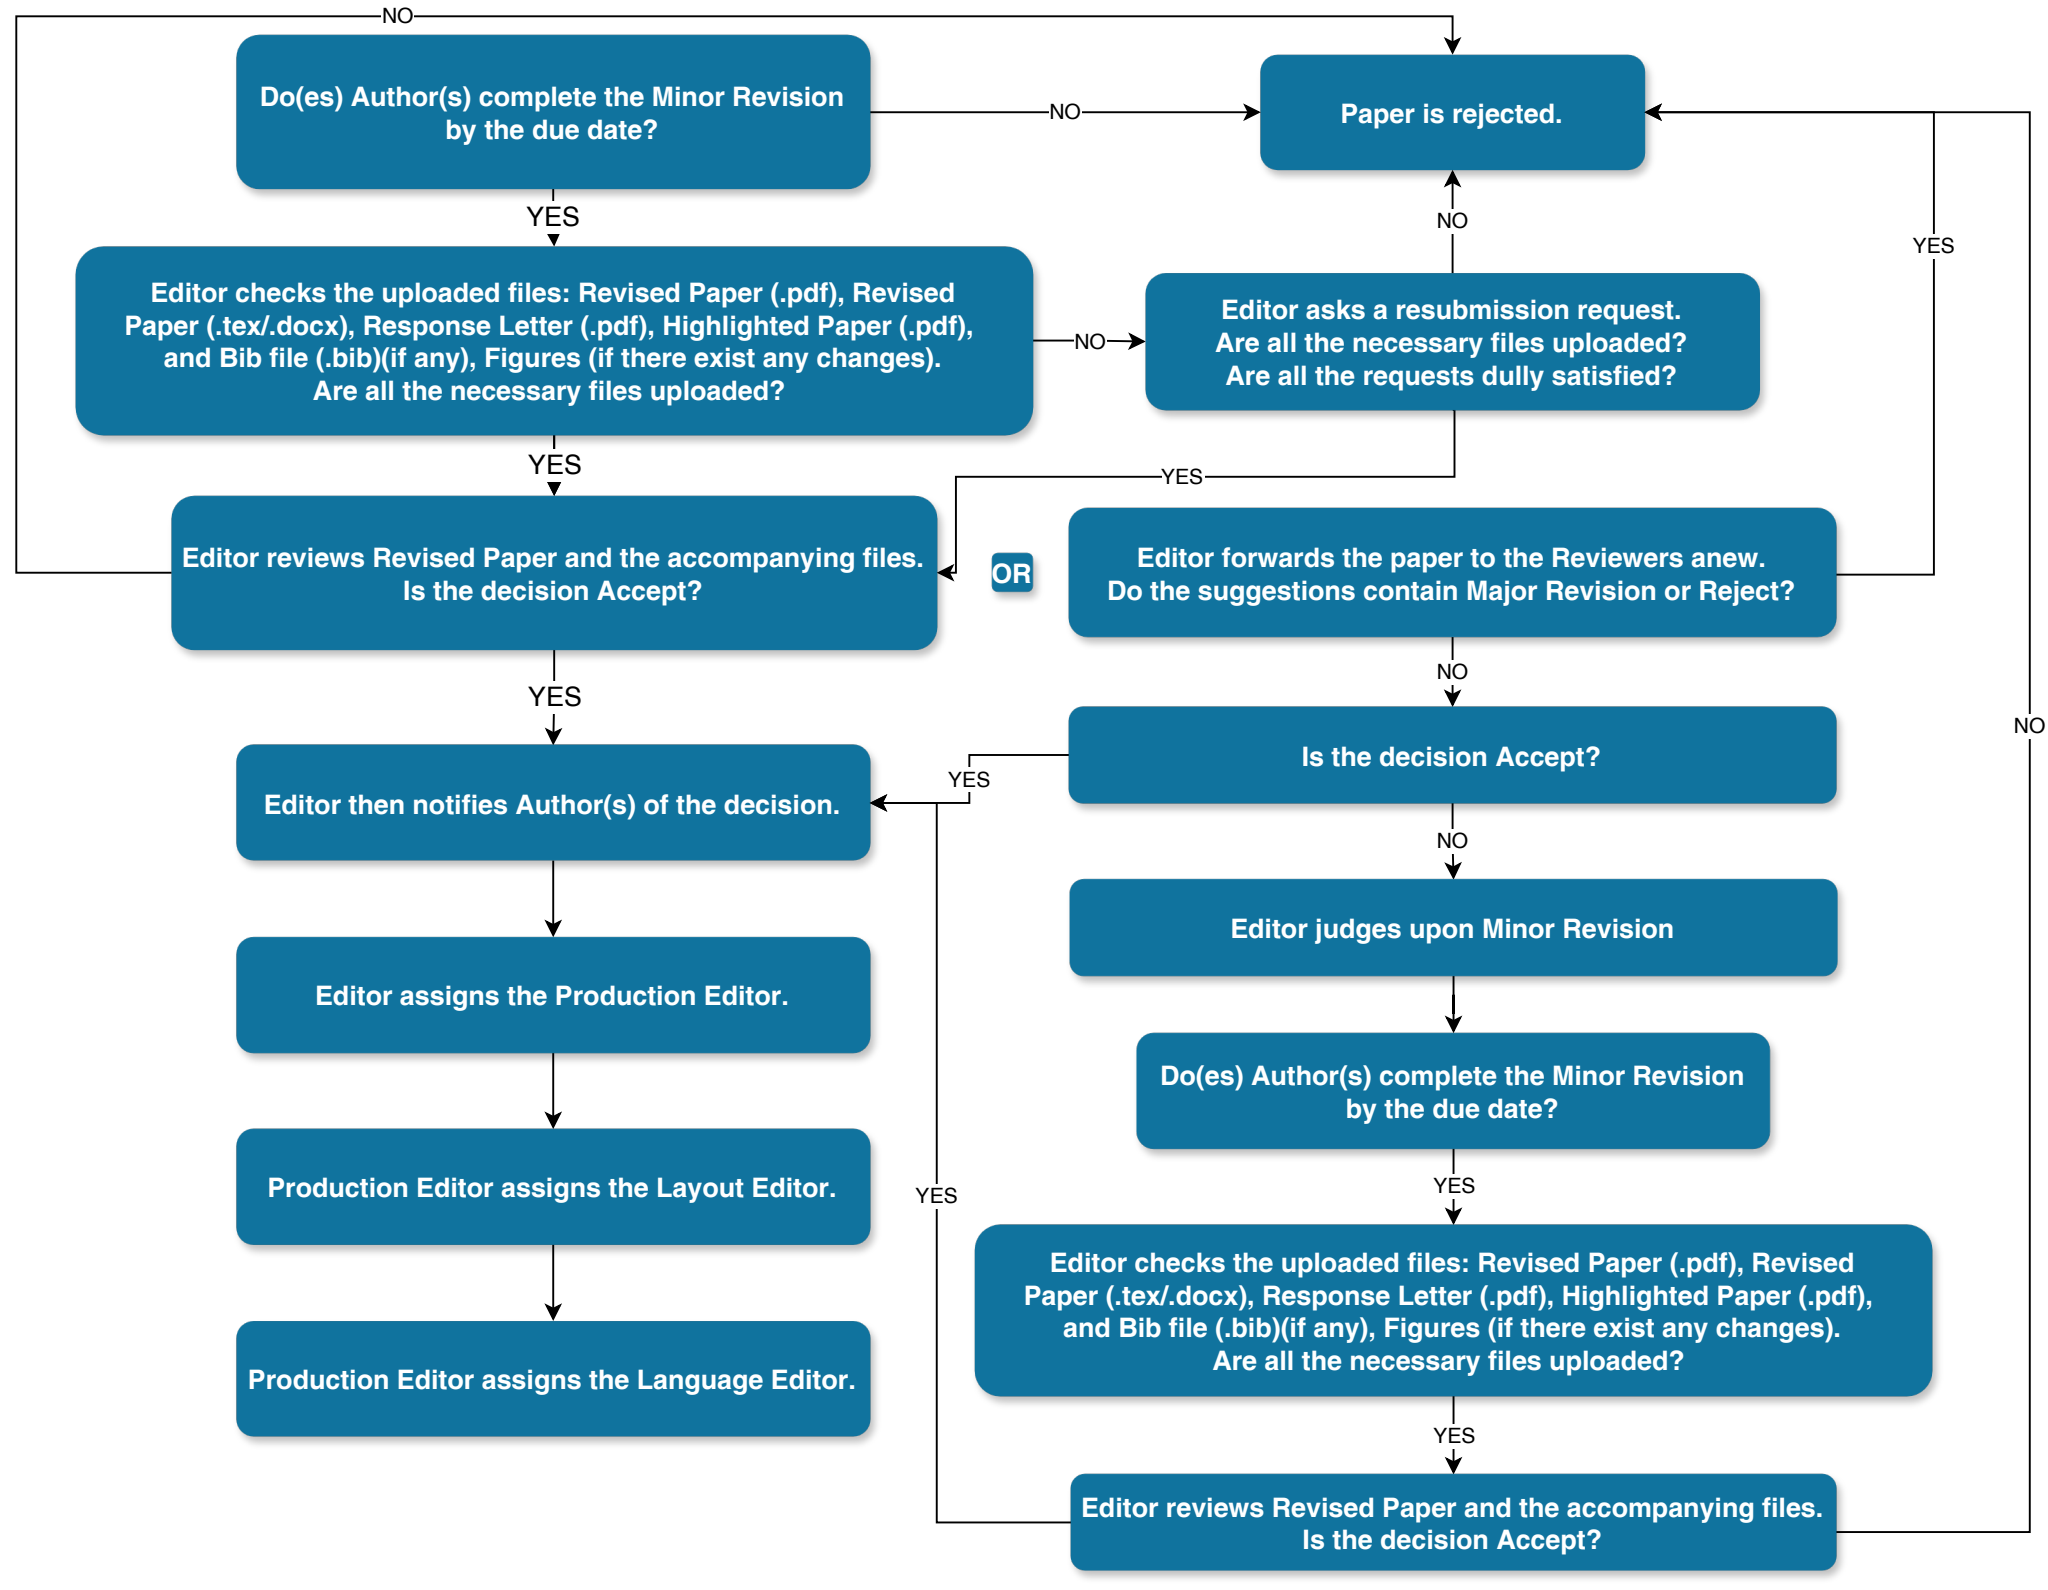 NO
Do(es) Author(s) complete the Minor Revision
by the due date?
NO
Paper is rejected.
YES
NO
YES
Editor checks the uploaded files: Revised Paper (.pdf), Revised
Paper (.tex/.docx), Response Letter (.pdf), Highlighted Paper (.pdf),
and Bib file (.bib)(if any), Figures (if there exist any changes).
Are all the necessary files uploaded?
NO
Editor asks a resubmission request.
Are all the necessary files uploaded?
Are all the requests dully satisfied?
YES
YES
Editor reviews Revised Paper and the accompanying files.
Is the decision Accept?
OR
Editor forwards the paper to the Reviewers anew.
Do the suggestions contain Major Revision or Reject?
YES
NO
NO
Editor then notifies Author(s) of the decision.
YES
Is the decision Accept?
NO
Editor judges upon Minor Revision
Editor assigns the Production Editor.
Do(es) Author(s) complete the Minor Revision
by the due date?
Production Editor assigns the Layout Editor.
YES
YES
Editor checks the uploaded files: Revised Paper (.pdf), Revised
Paper (.tex/.docx), Response Letter (.pdf), Highlighted Paper (.pdf),
and Bib file (.bib)(if any), Figures (if there exist any changes).
Are all the necessary files uploaded?
Production Editor assigns the Language Editor.
YES
Editor reviews Revised Paper and the accompanying files.
Is the decision Accept?